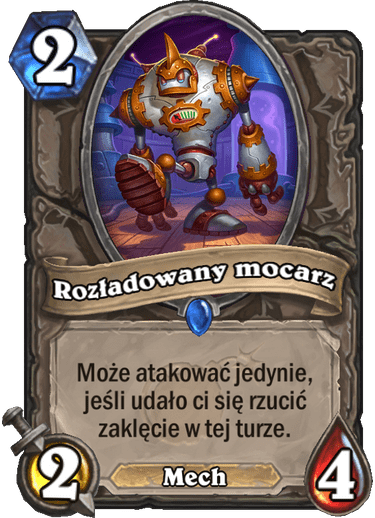 2
Rozładowany mocarz
Może atakować jedynie,
jeśli udało ci się rzucić
zaklęcie w tej turze.
2
Mech
4